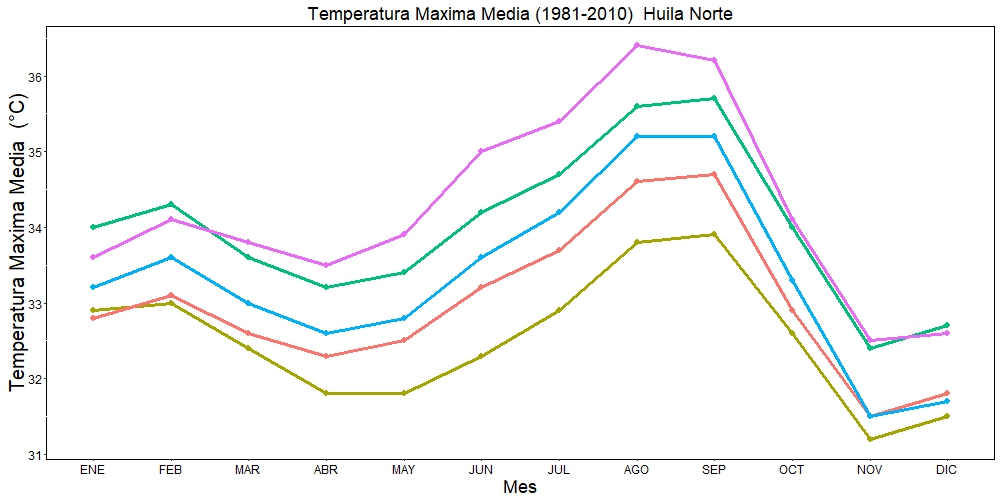 Temperatura Maxima Media (1981-2010)  Huila Norte
Temperatura Maxima Media  (°C)
36
35
34
33
32
31
ENE FEB MAR ABR MAY JUN JUL AGO SEP OCT NOV DIC
Mes